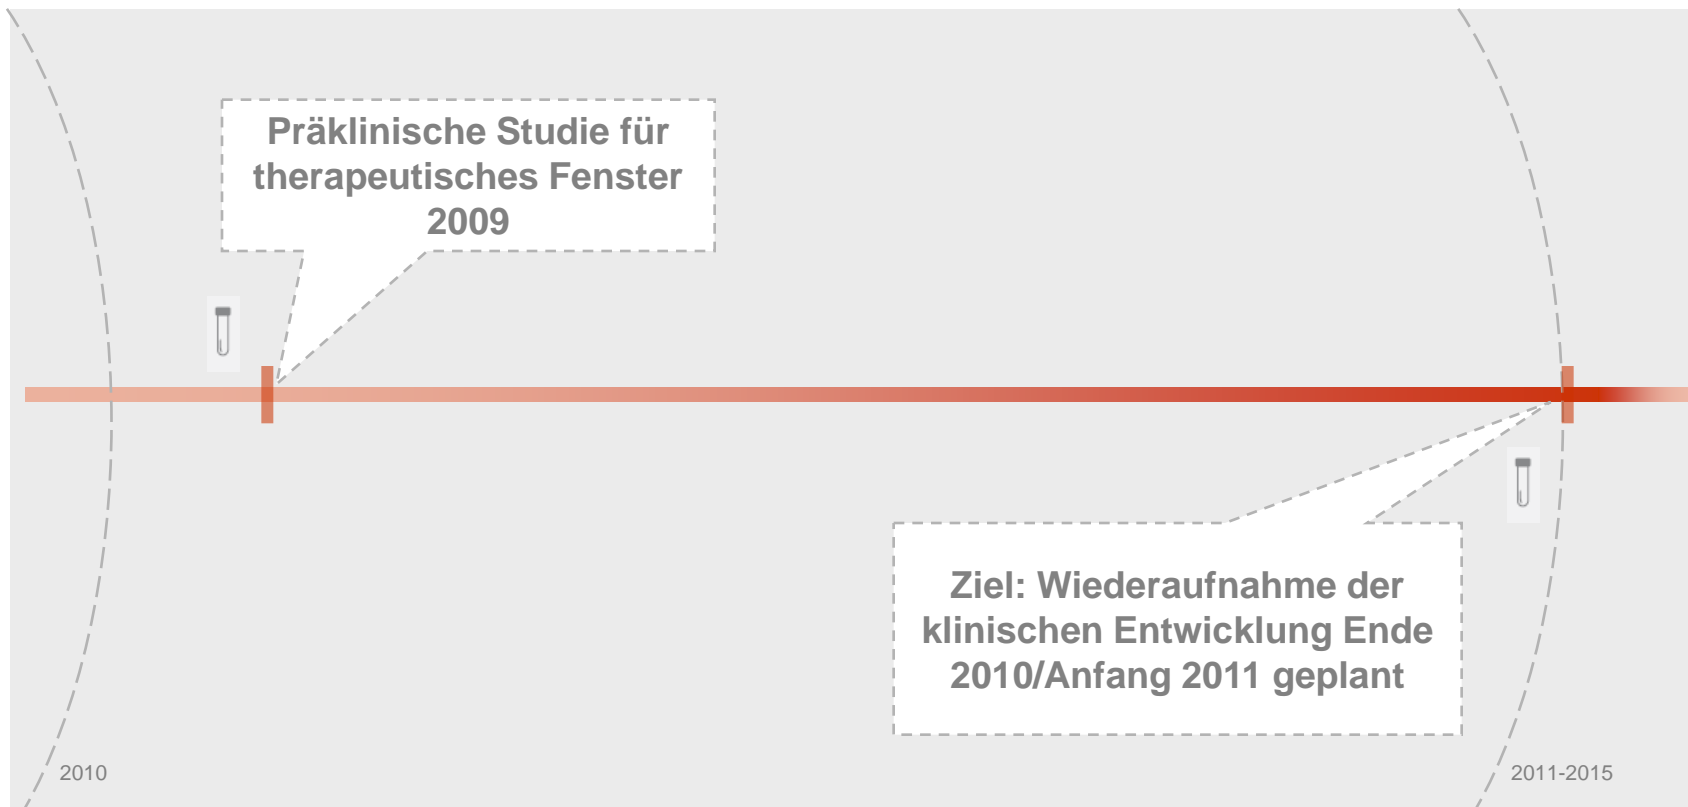 Präklinische Studie für
therapeutisches Fenster
2009
Ziel: Wiederaufnahme der
klinischen Entwicklung Ende
2010/Anfang 2011 geplant
2010
2011-2015